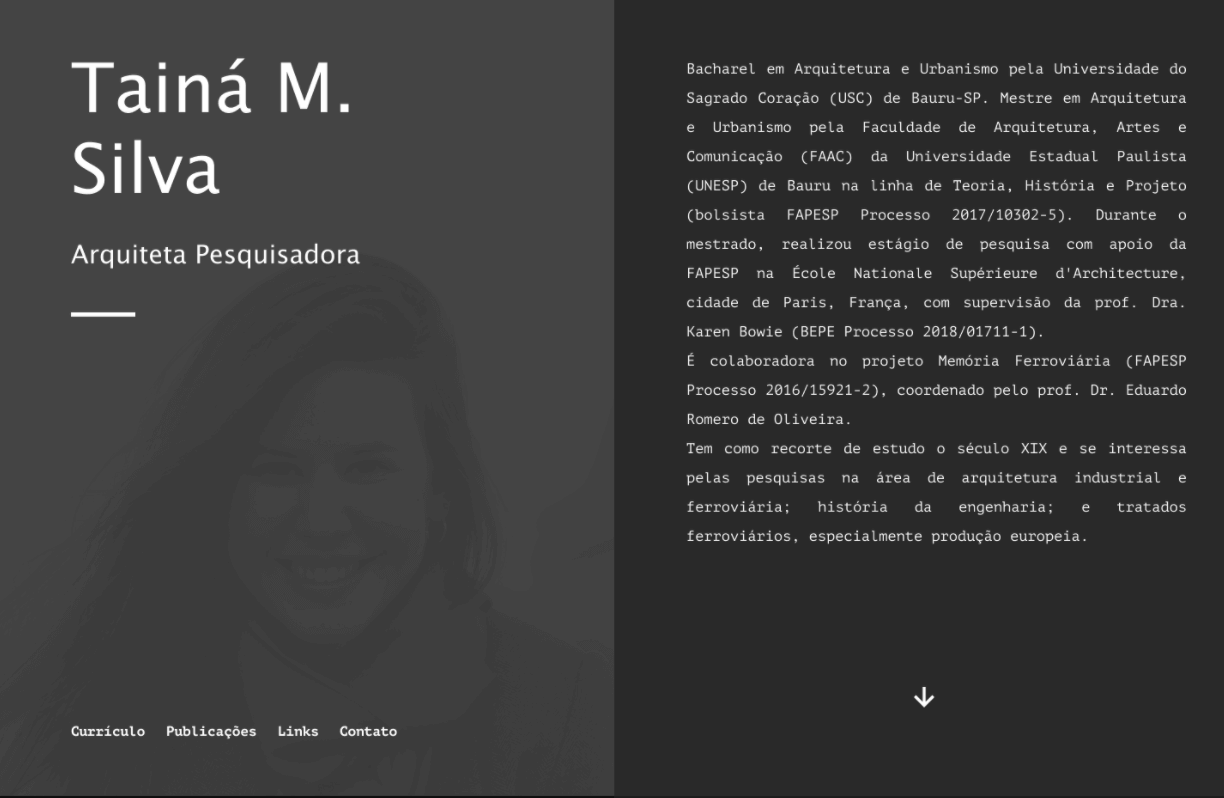 Tainá M.
Silva
Arquiteta Pesquisadora
Currículo Publicações Links Contato
Bacharel em Arquitetura e Urbanismo pela Universidade do
Sagrado Coração (USC) de Bauru-SP. Mestre em Arquitetura
e Urbanismo pela Faculdade de Arquitetura, Artes e
Comunicação (FAAC) da Universidade Estadual Paulista
(UNESP) de Bauru na linha de Teoria, História e Projeto
(bolsista FAPESP Processo 2017/10302-5). Durante o
mestrado, realizou estágio de pesquisa com apoio da
FAPESP na École Nationale Supérieure d'Architecture,
cidade de Paris, França, com supervisão da prof. Dra.
Karen Bowie (BEPE Processo 2018/01711-1).
É colaboradora no projeto Memória Ferroviária (FAPESP
Processo 2016/15921-2), coordenado pelo prof. Dr. Eduardo
Romero de Oliveira.
Tem como recorte de estudo o século XIX e se interessa
pelas pesquisas na área de arquitetura industrial e
ferroviária; história da engenharia; e tratados
ferroviários, especialmente produção europeia.